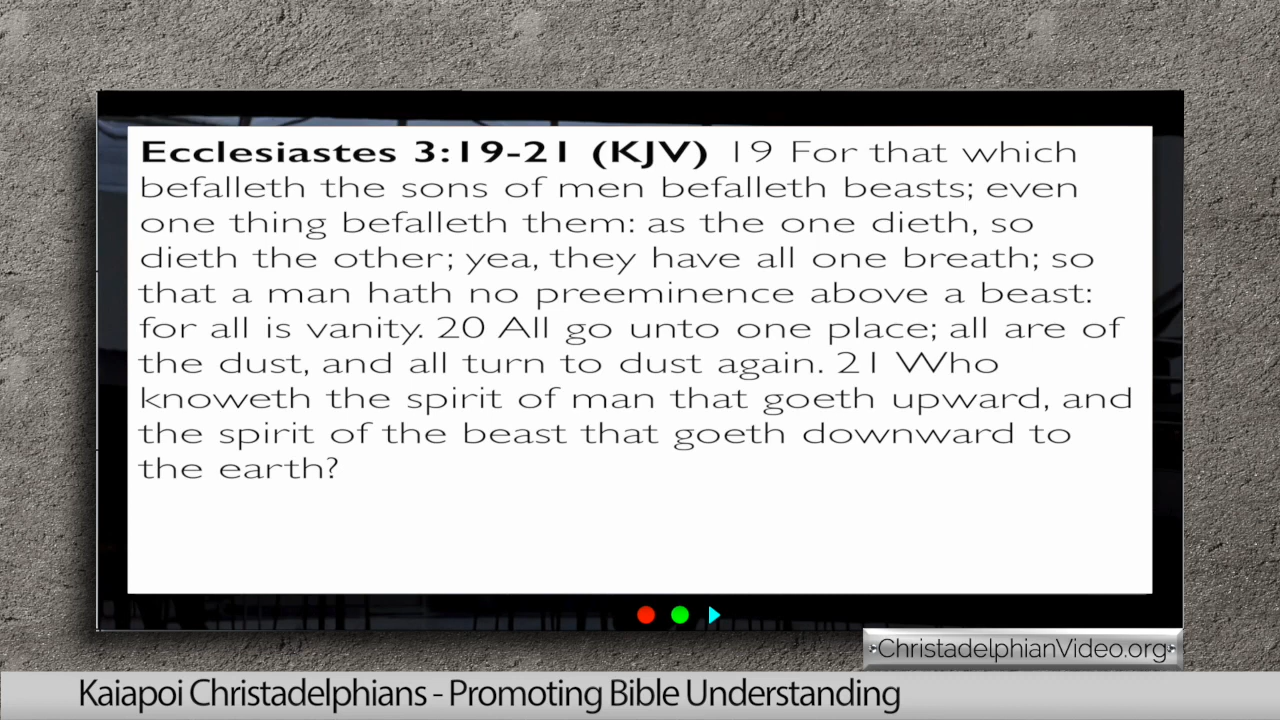 Ecclesiastes 3:19-21 (KJV) 19 For that which
befalleth the sons of men befalleth beasts; even
one thing befalleth them: as the one dieth, so
dieth the other; yea, they have all one breath; so
that a man hath no preeminence above a beast:
for all is vanity. 20 All go unto one place; all are of
the dust, and all turn to dust again. 21 Who
knoweth the spirit of man that goeth upward, and
the spirit of the beast that goeth downward to
the earth?
ChristadelphianVideo.org
Kaiapoi Christadelphians - Promoting Bible Understanding